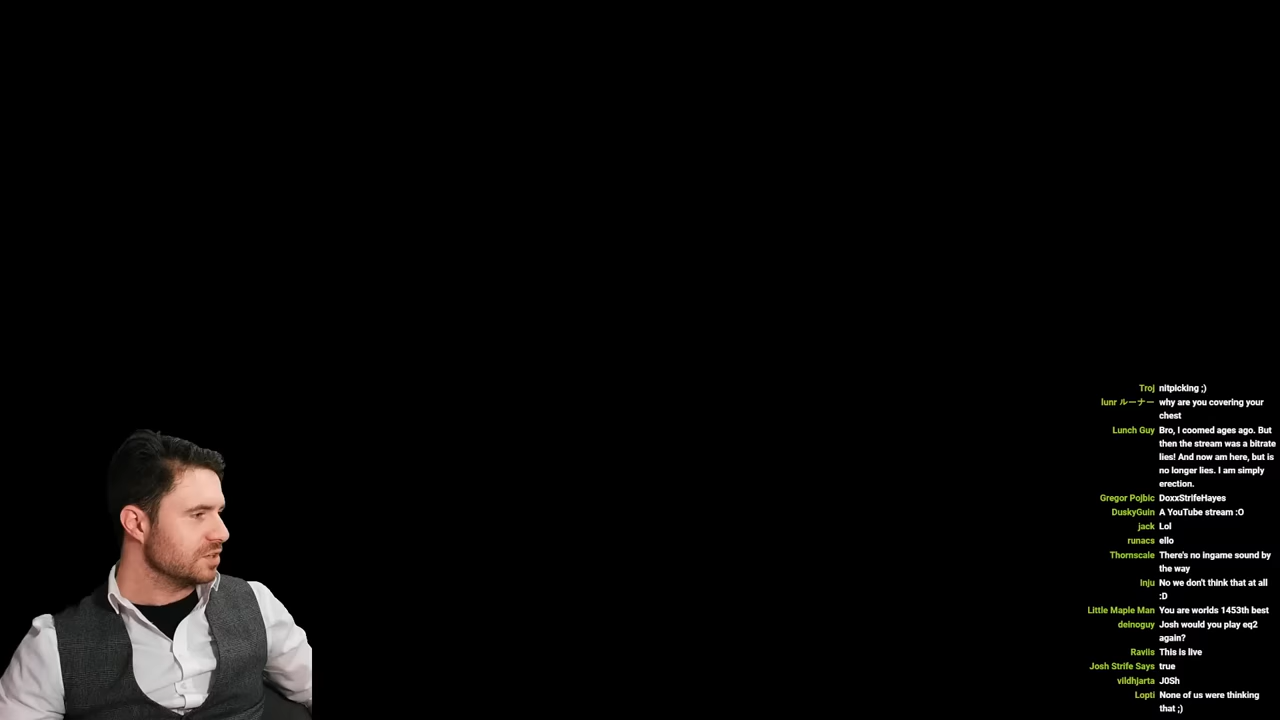 Troj nitpicking ;)
lunr ルーナー why are you covering your
chest
Lunch Guy Bro, I coomed ages ago. But
then the stream was a bitrate
lies! And now am here, but is
no longer lies. I am simply
erection.
Gregor Pojbic DoxxStrifeHayes
DuskyGuin A YouTube stream :O
jack Lol
runacs ello
Thornscale There's no ingame sound by
the way
Inju No we don't think that at all
:D
Little Maple Man You are worlds 1453th best
deinoguy Josh would you play eq2
again?
Ravils This is live
Josh Strife Says true
vildhjarta J0Sh
Lopti None of us were thinking
that ;)